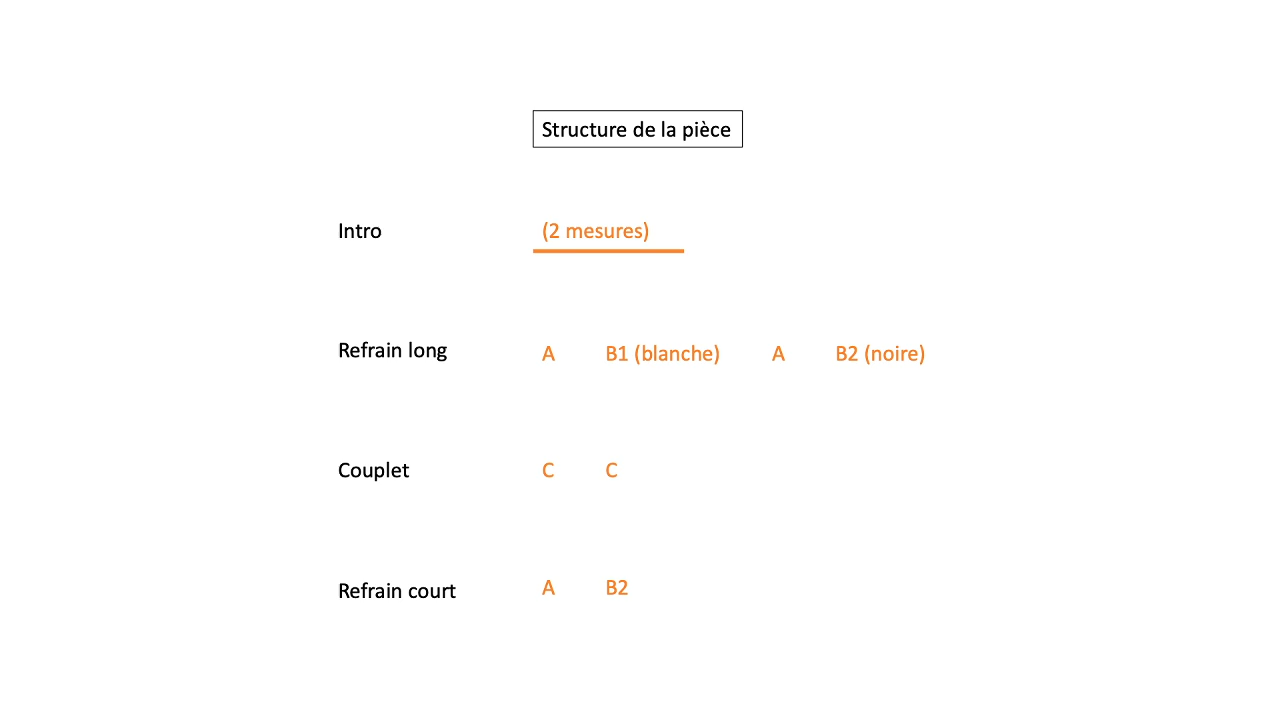 Structure de la pièce
Intro (2 mesures)
Refrain long A B1 (blanche) A B2 (noire)
Couplet C C
Refrain court A B2